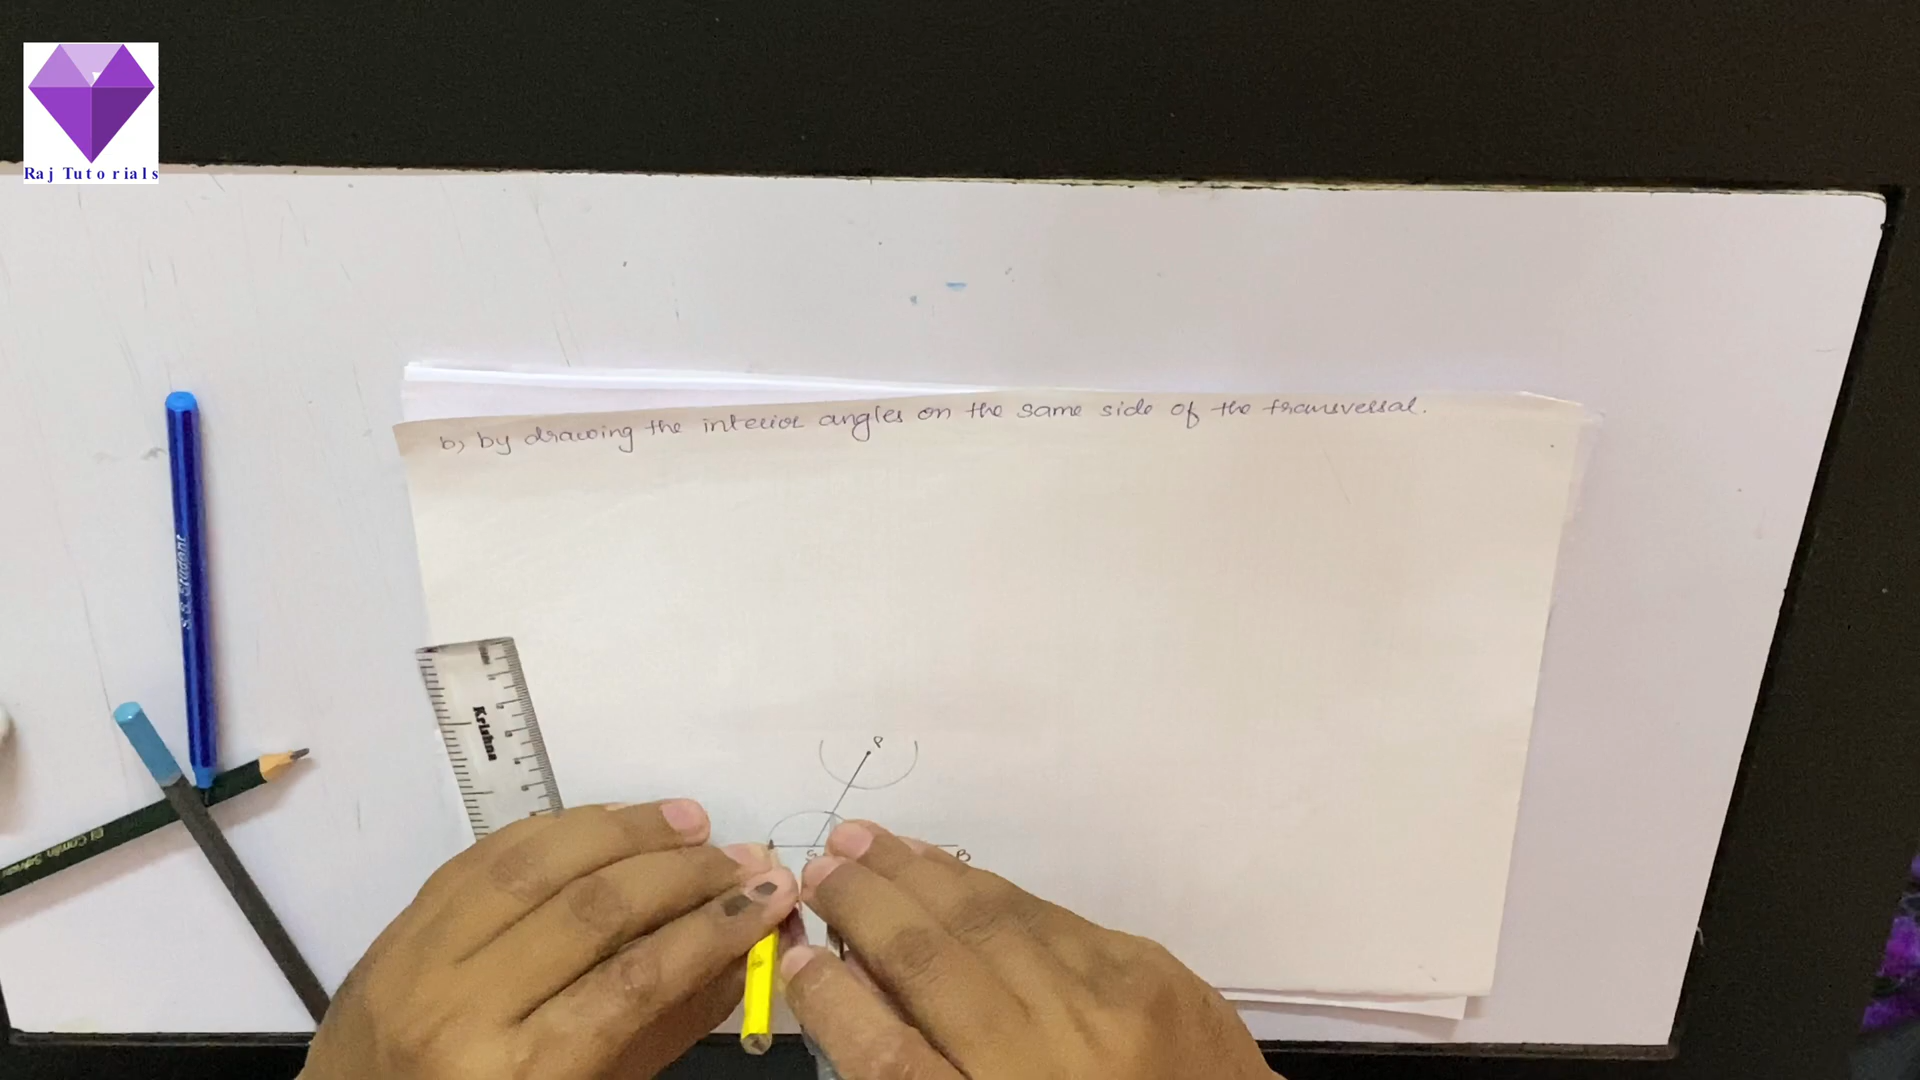 Raj Tutorials
b, by drawing the interior angles on the same side of the transversal.
S. S. Student
Krishna
P
S
B